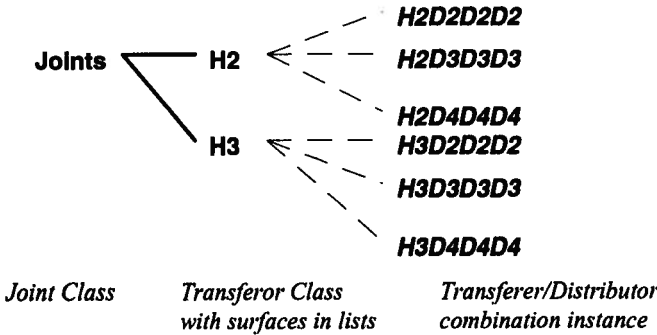 H2D2D2D2
Joints H2 H2D3D3D3
H2D4D4D4
H3 H3D2D2D2
H3D3D3D3
H3D4D4D4
Joint Class Transferor Class Transferer/Distributor
with surfaces in lists combination instance